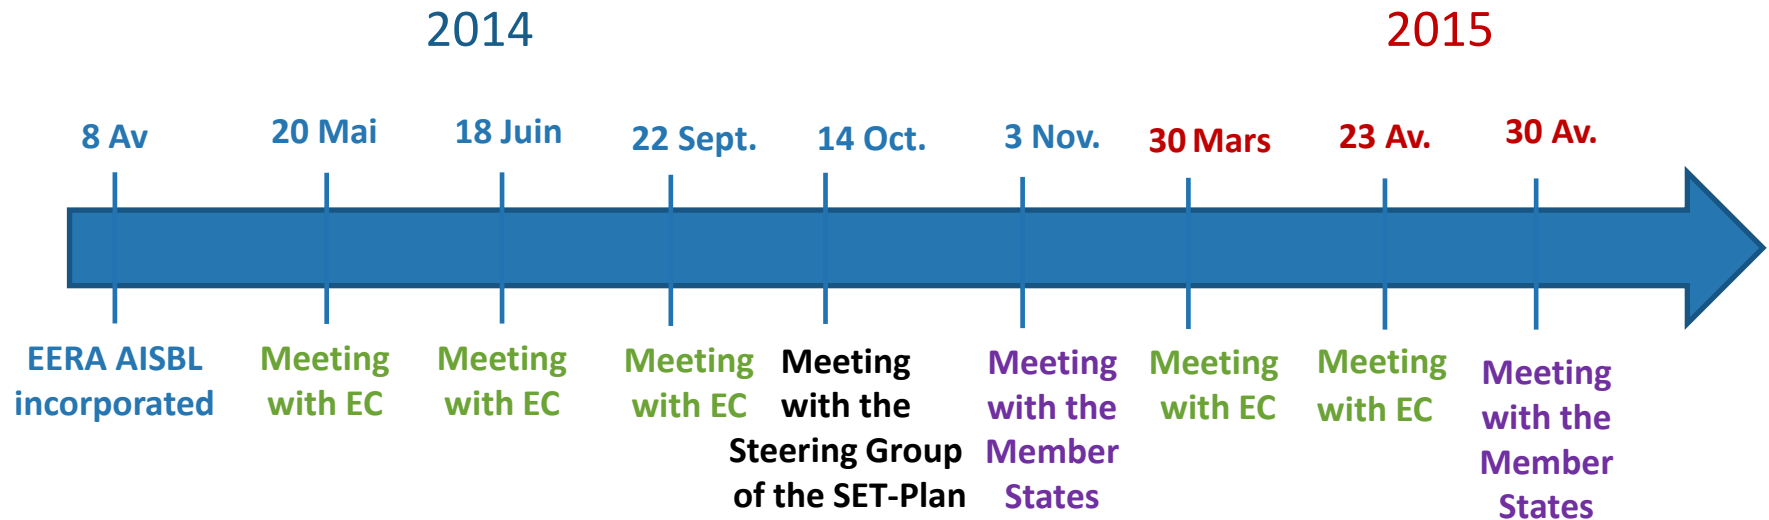 2014
2015
8 Av
20 Mai
18 Juin
22 Sept.
14 Oct.
3 Nov.
30 Mars
23 Av.
30 Av.
EERA AISBL
incorporated
Meeting
with EC
Meeting
with EC
Meeting
with EC
Meeting
with the
Steering Group
of the SET-Plan
Meeting
with the
Member
States
Meeting
with EC
Meeting
with EC
Meeting
with the
Member
States